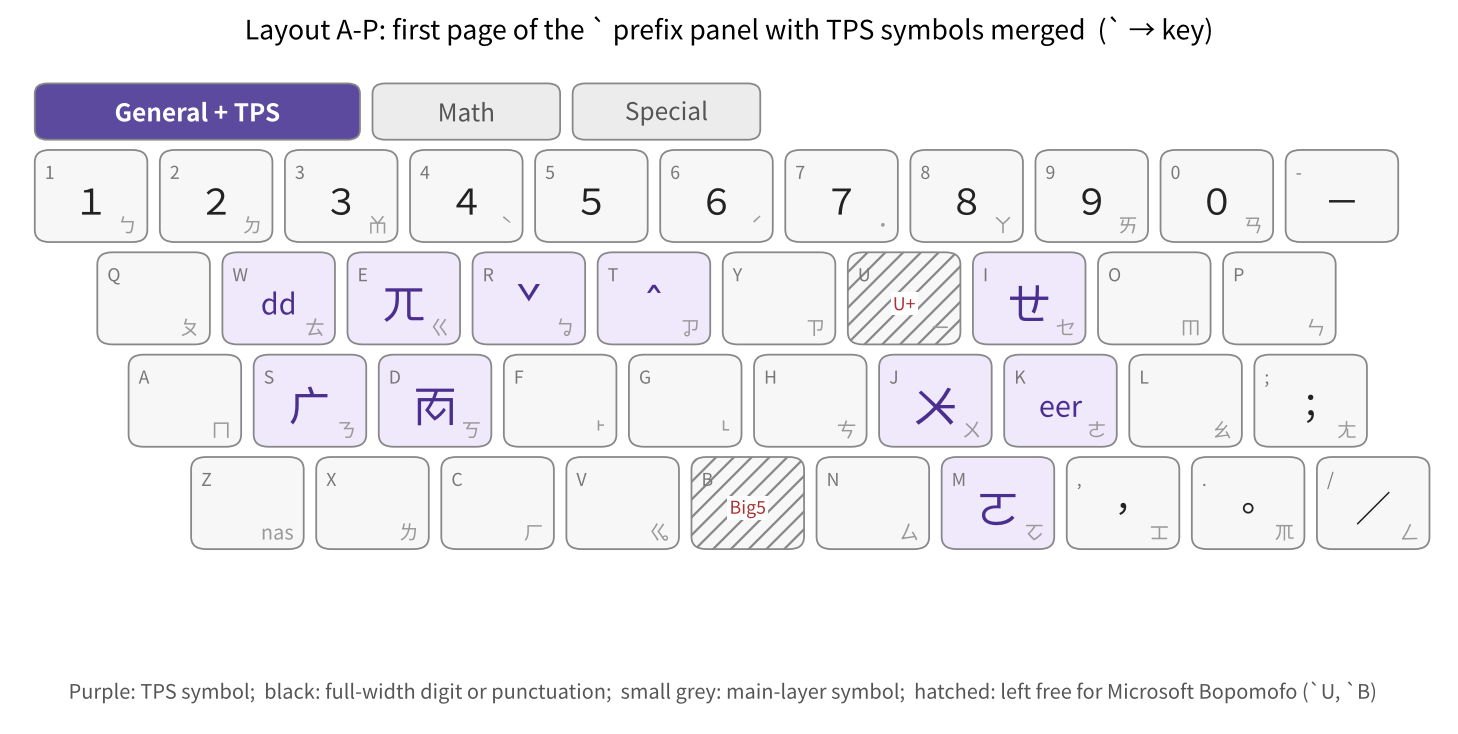 Layout A-P: first page of the ` prefix panel with TPS symbols merged (` → key)
General + TPS Math Special
1 １ ㄅ 2 ２ ㄉ 3 ３ 4 ４ ˋ 5 ５ 6 ６ ˊ 7 ７ ˙ 8 ８ ㄚ 9 ９ ㄞ 0 ０ ㄢ - －
Q ㄆ W dd ㄊ E ㄫ ㄍ R ˇ ㆠ T ˆ Y ㄗ U U+ ㄧ I ㄝ O P ㄣ
A ㄇ S ㄋ D ㄎ F ㆵ G H ㄘ J ㄨ K eer ㄜ L ㄠ ; ； ㄤ
Z nas X ㄌ C ㄏ V ㆣ B Big5 N ㄙ M ㆦ , ， ㆬ . 。 / ／ ㄥ
Purple: TPS symbol; black: full-width digit or punctuation; small grey: main-layer symbol; hatched: left free for Microsoft Bopomofo (`U, `B)